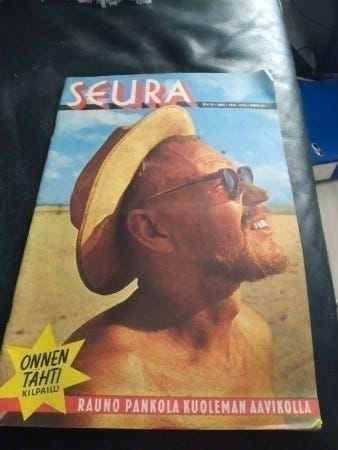 SEURA
ONNEN
TÄHTI
KILPAILU
RAUNO PANKOLA KUOLEMAN AAVIKOLLA